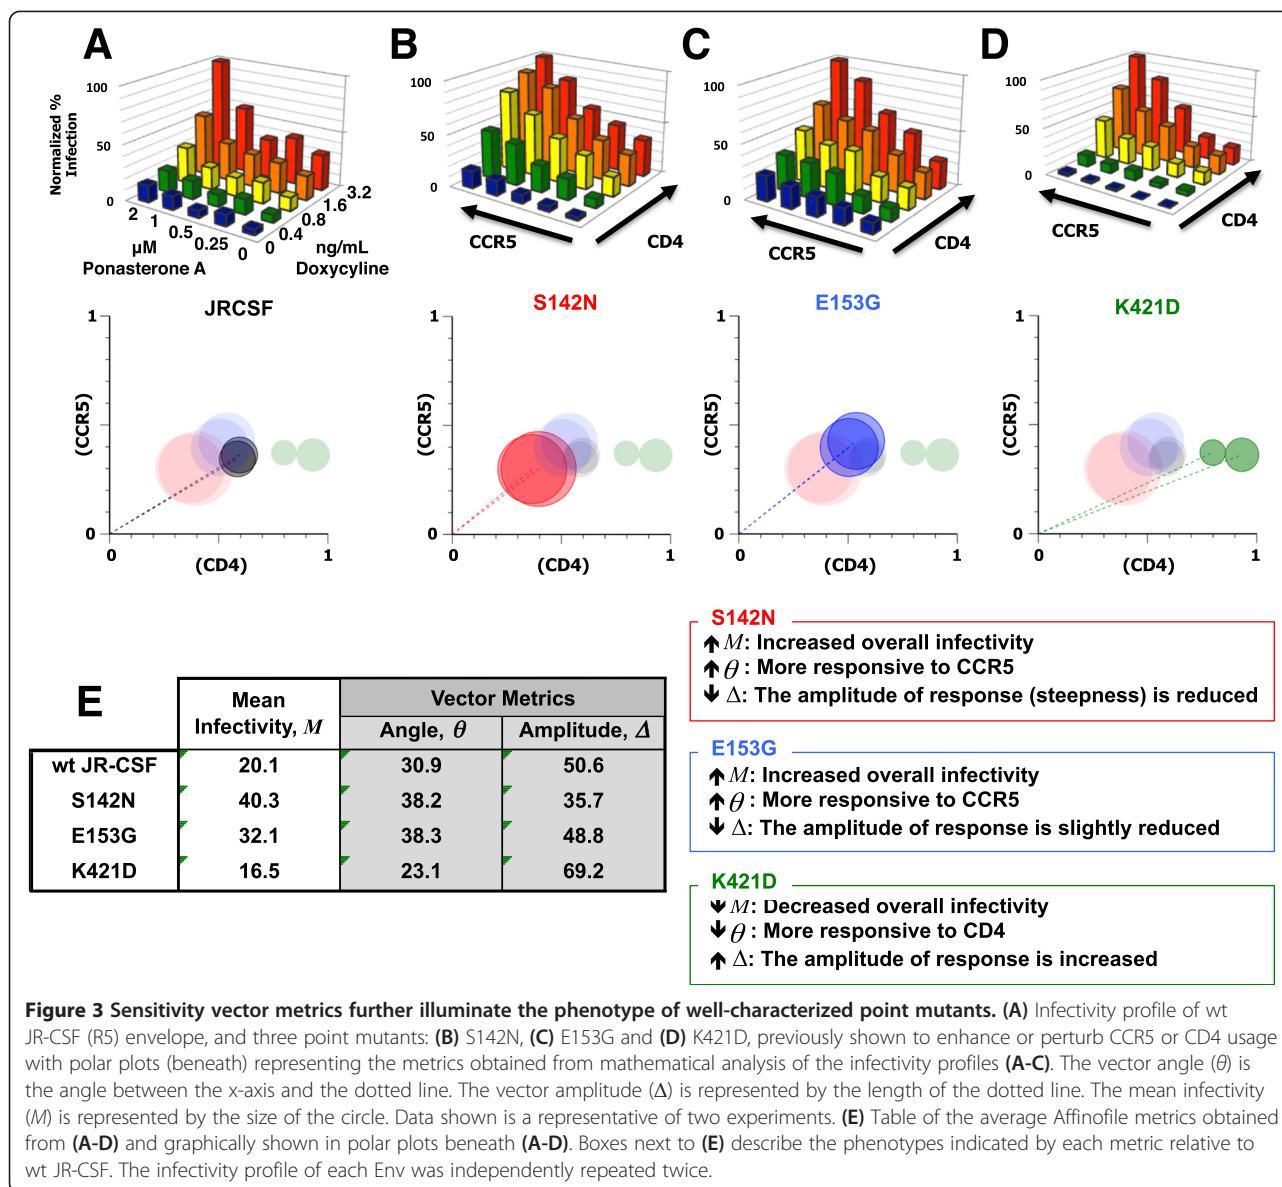 A
B
C
D
Normalized %
Infection
100
50
0
2
1
0.5
0.25
0
µM
Ponasterone A
0
0.4
0.8
1.6
3.2
ng/mL
Doxycyline
100
50
0
CCR5
CD4
100
50
0
CCR5
CD4
100
50
0
CCR5
CD4
JRCSF
S142N
E153G
K421D
1
(CCR5)
0
0
(CD4)
1
1
(CCR5)
0
0
(CD4)
1
1
(CCR5)
0
0
(CD4)
1
1
(CCR5)
0
0
(CD4)
1
E
Mean Infectivity, M
Vector Metrics
Angle, θ
Amplitude, Δ
wt JR-CSF 20.1 30.9 50.6
S142N 40.3 38.2 35.7
E153G 32.1 38.3 48.8
K421D 16.5 23.1 69.2
S142N
↑ M: Increased overall infectivity
↑ θ : More responsive to CCR5
↓ Δ: The amplitude of response (steepness) is reduced
E153G
↑ M: Increased overall infectivity
↑ θ : More responsive to CCR5
↓ Δ: The amplitude of response is slightly reduced
K421D
↓ M: Decreased overall infectivity
↓ θ : More responsive to CD4
↑ Δ: The amplitude of response is increased
Figure 3 Sensitivity vector metrics further illuminate the phenotype of well-characterized point mutants. (A) Infectivity profile of wt
JR-CSF (R5) envelope, and three point mutants: (B) S142N, (C) E153G and (D) K421D, previously shown to enhance or perturb CCR5 or CD4 usage
with polar plots (beneath) representing the metrics obtained from mathematical analysis of the infectivity profiles (A-C). The vector angle (θ) is
the angle between the x-axis and the dotted line. The vector amplitude (Δ) is represented by the length of the dotted line. The mean infectivity
(M) is represented by the size of the circle. Data shown is a representative of two experiments. (E) Table of the average Affinofile metrics obtained
from (A-D) and graphically shown in polar plots beneath (A-D). Boxes next to (E) describe the phenotypes indicated by each metric relative to
wt JR-CSF. The infectivity profile of each Env was independently repeated twice.